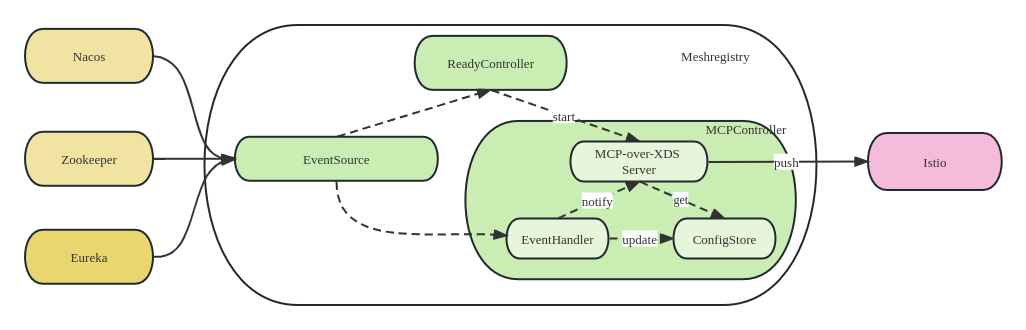 Nacos
ReadyController
Meshregistry
start
MCPController
Zookeeper
EventSource
MCP-over-XDS
Server
push
Istio
notify
get
Eureka
EventHandler
update
ConfigStore